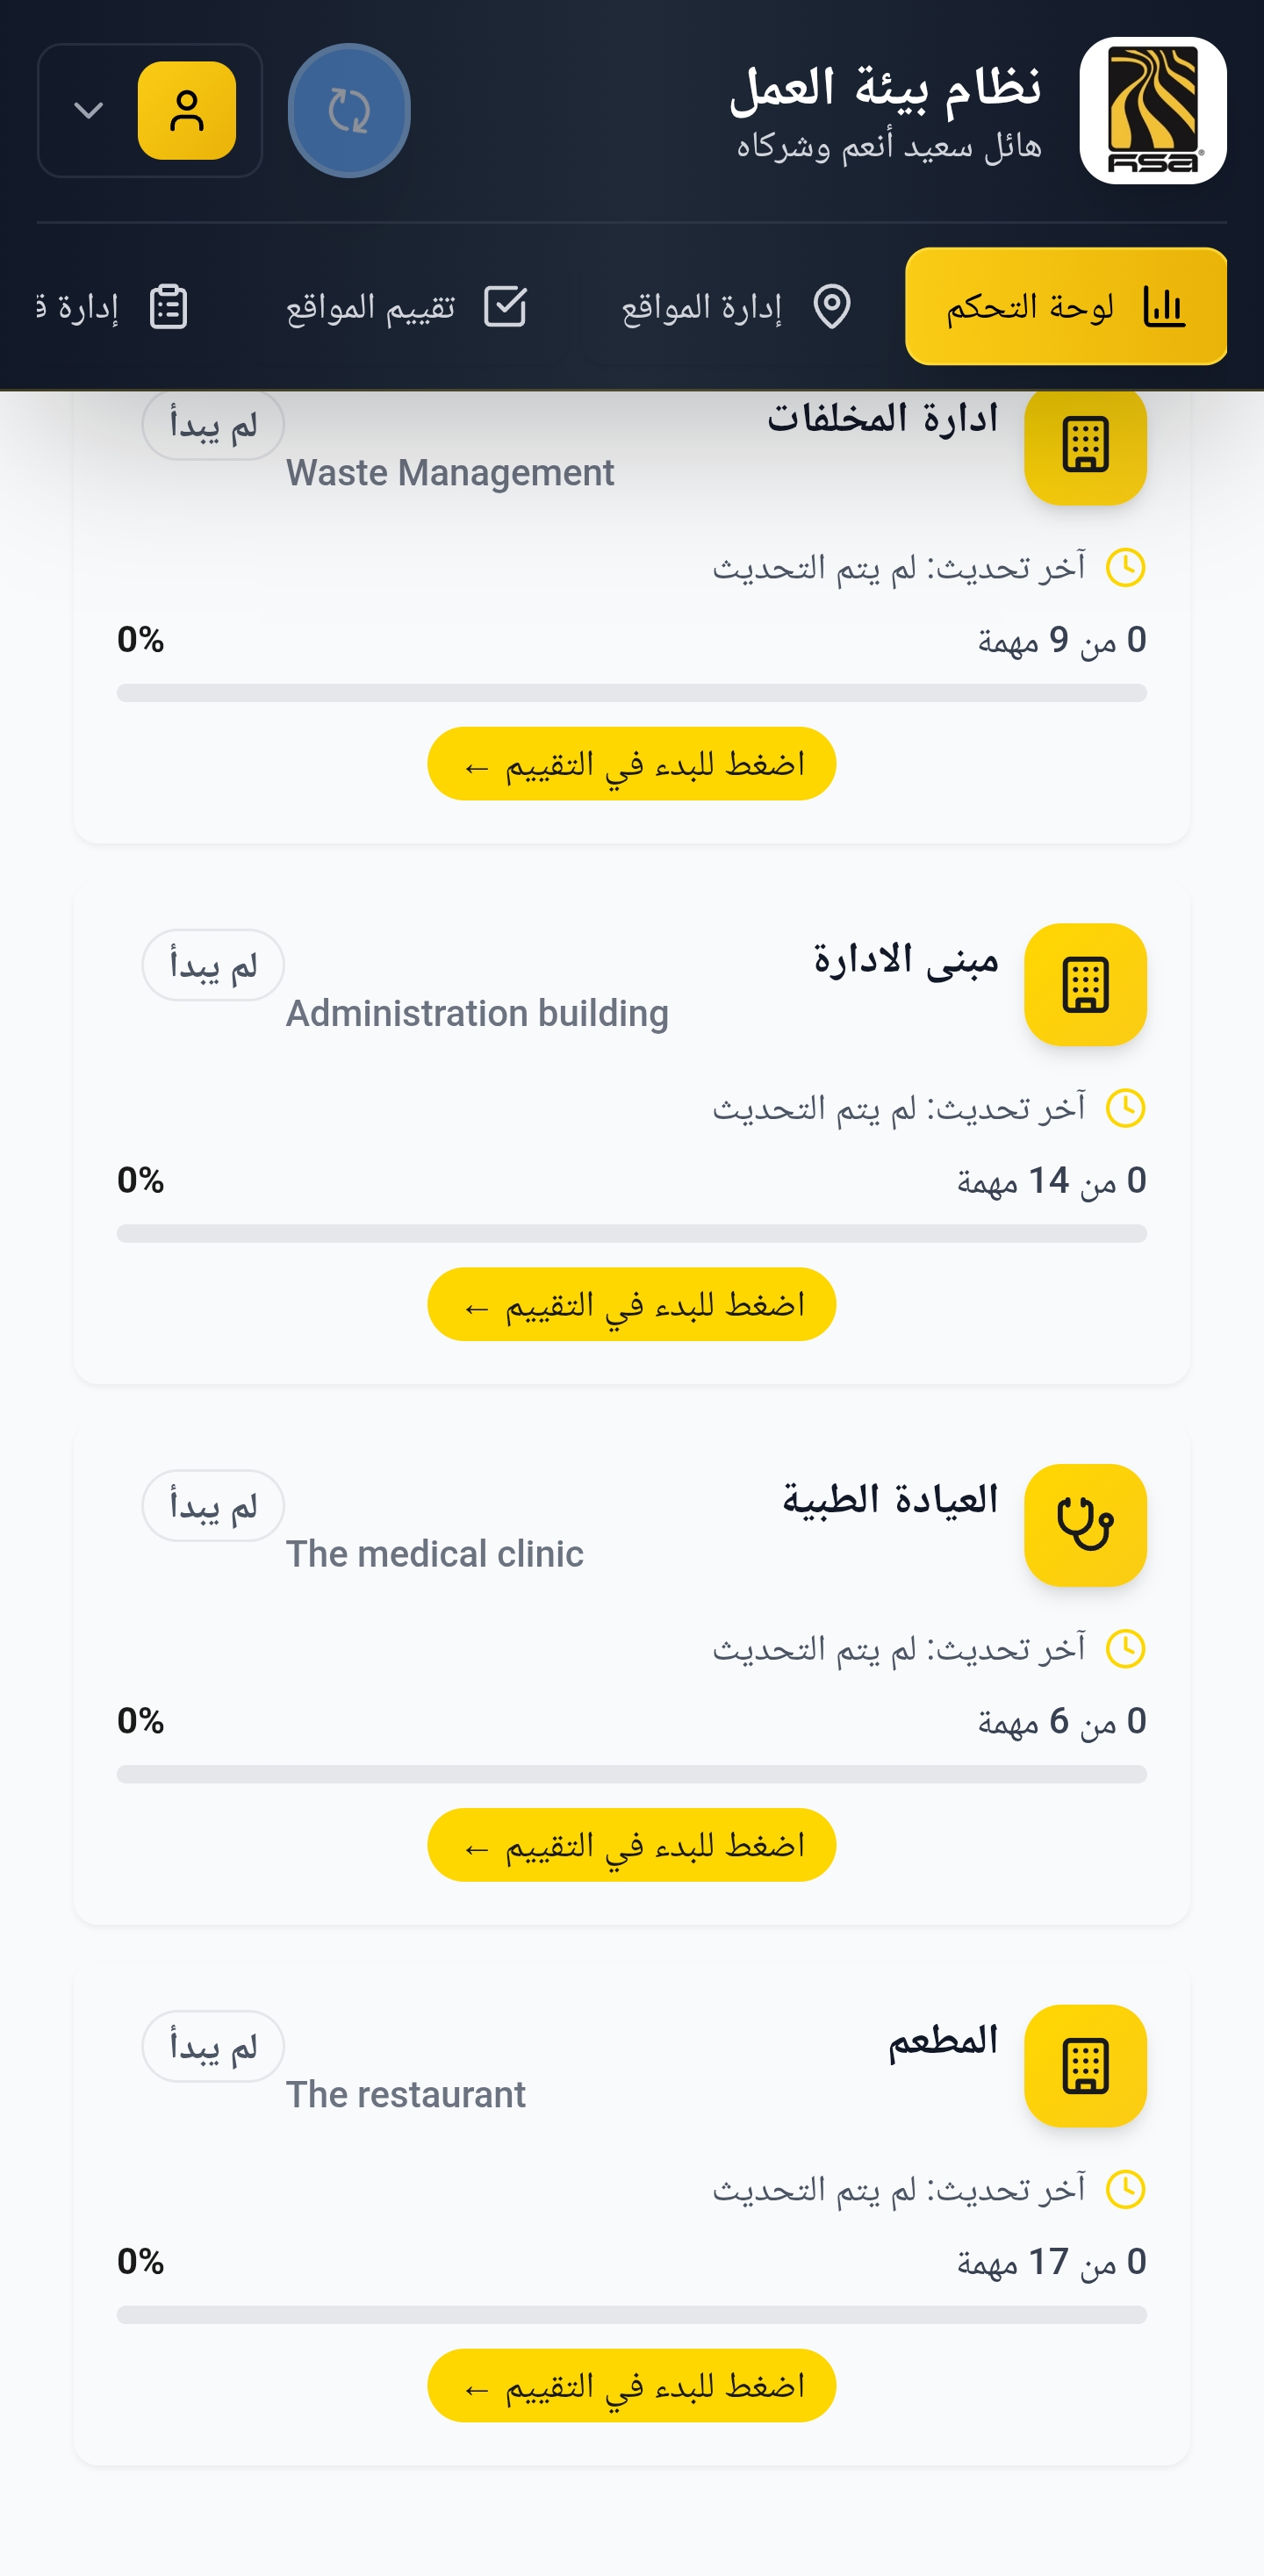 نظام بيئة العمل
هائل سعيد أنعم وشركاه
HSA
لوحة التحكم
إدارة المواقع
تقييم المواقع
إدارة
ادارة المخلفات
لم يبدأ
Waste Management
آخر تحديث: لم يتم التحديث
0 من 9 مهمة
0%
اضغط للبدء في التقييم ←
مبنى الادارة
لم يبدأ
Administration building
آخر تحديث: لم يتم التحديث
0 من 14 مهمة
0%
اضغط للبدء في التقييم ←
العيادة الطبية
لم يبدأ
The medical clinic
آخر تحديث: لم يتم التحديث
0 من 6 مهمة
0%
اضغط للبدء في التقييم ←
المطعم
لم يبدأ
The restaurant
آخر تحديث: لم يتم التحديث
0 من 17 مهمة
0%
اضغط للبدء في التقييم ←